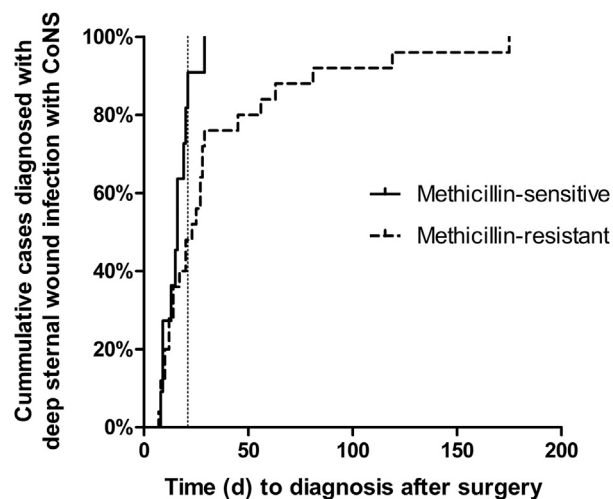 Cummulative cases diagnosed with
deep sternal wound infection with CoNS
100%
80%
60%
40%
20%
0%
0
50
100
150
200
Time (d) to diagnosis after surgery
Methicillin-sensitive
Methicillin-resistant